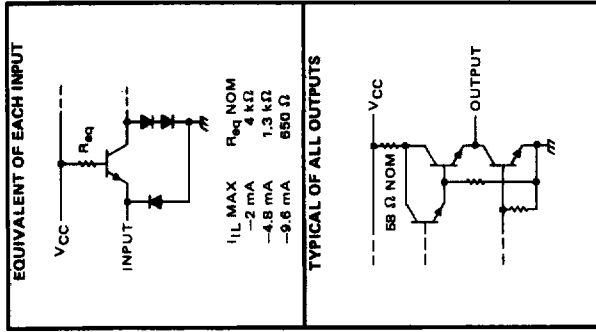 EQUIVALENT OF EACH INPUT
VCC
Req
INPUT
IIL MAX Req NOM
−2 mA 4 kΩ
−4.8 mA 1.3 kΩ
−9.6 mA 650 Ω
TYPICAL OF ALL OUTPUTS
VCC
58 Ω NOM
OUTPUT